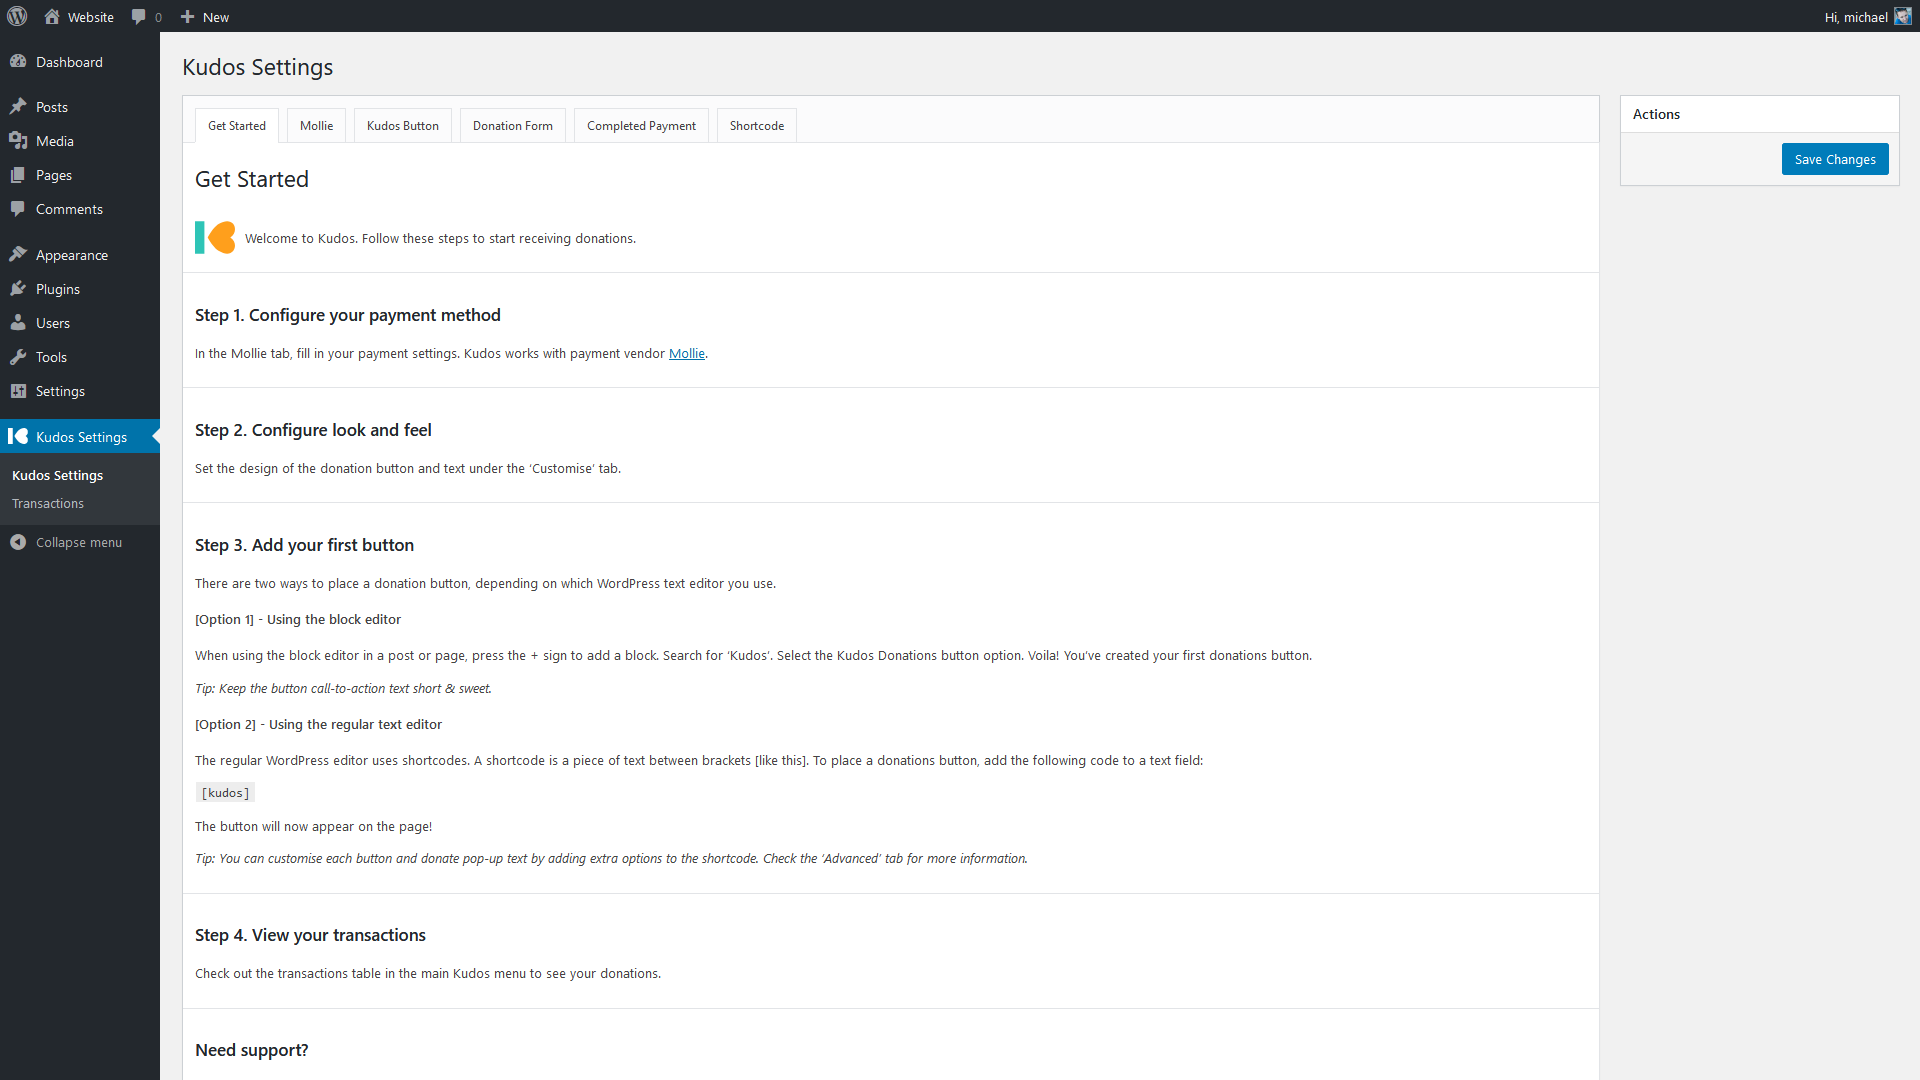 Website
0
New
Hi, michael
Dashboard
Posts
Media
Pages
Comments
Appearance
Plugins
Users
Tools
Settings
Kudos Settings
Kudos Settings
Transactions
Collapse menu
Kudos Settings
Get Started
Mollie
Kudos Button
Donation Form
Completed Payment
Shortcode
Get Started
Welcome to Kudos. Follow these steps to start receiving donations.
Step 1. Configure your payment method
In the Mollie tab, fill in your payment settings. Kudos works with payment vendor Mollie.
Step 2. Configure look and feel
Set the design of the donation button and text under the ‘Customise’ tab.
Step 3. Add your first button
There are two ways to place a donation button, depending on which WordPress text editor you use.
[Option 1] - Using the block editor
When using the block editor in a post or page, press the + sign to add a block. Search for ‘Kudos’. Select the Kudos Donations button option. Voila! You’ve created your first donations button.
Tip: Keep the button call-to-action text short & sweet.
[Option 2] - Using the regular text editor
The regular WordPress editor uses shortcodes. A shortcode is a piece of text between brackets [like this]. To place a donations button, add the following code to a text field:
[kudos]
The button will now appear on the page!
Tip: You can customise each button and donate pop-up text by adding extra options to the shortcode. Check the ‘Advanced’ tab for more information.
Step 4. View your transactions
Check out the transactions table in the main Kudos menu to see your donations.
Need support?
Actions
Save Changes